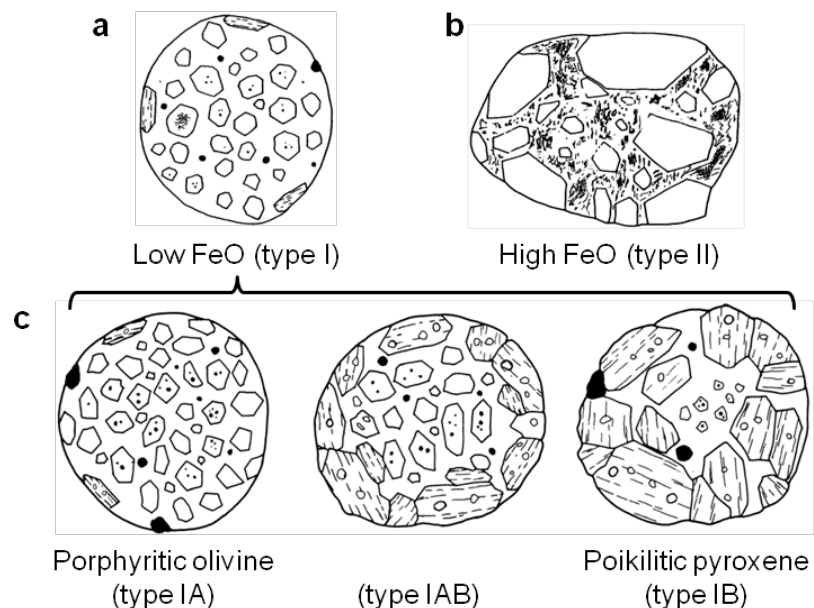 a
b
Low FeO (type I)
High FeO (type II)
c
Porphyritic olivine
(type IA)
(type IAB)
Poikilitic pyroxene
(type IB)